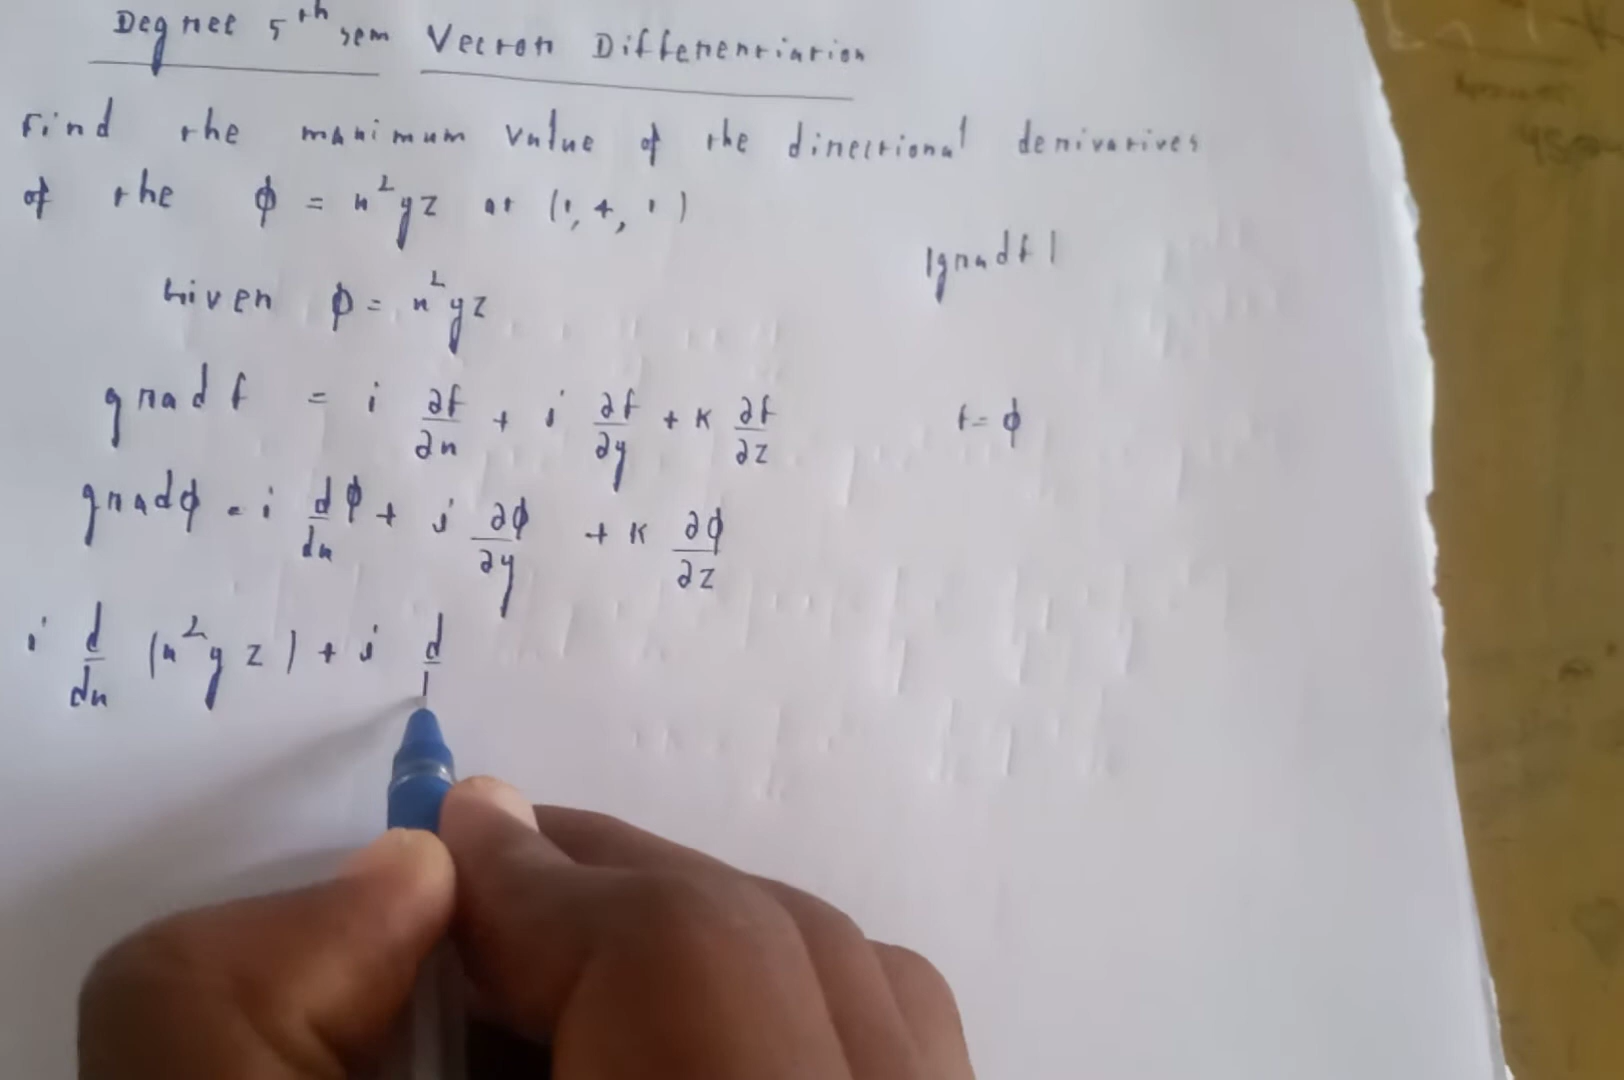 Degree 5th sem Vector Differentiation
Find the maximum value of the directional derivatives
of the ϕ = x²yz at (1, 4, 1)
|grad f|
Given ϕ = x²yz
grad f = i ∂f/∂x + j ∂f/∂y + k ∂f/∂z
f = ϕ
grad ϕ = i d/dx ϕ + j ∂ϕ/∂y + k ∂ϕ/∂z
i d/dx (x²yz) + j d